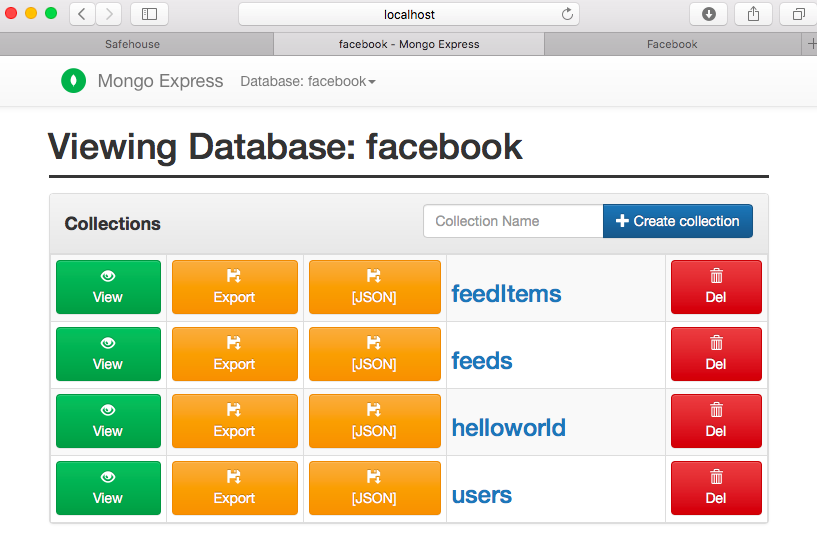 localhost
Safehouse
facebook - Mongo Express
Facebook
Mongo Express
Database: facebook
Viewing Database: facebook
Collections
Collection Name
Create collection
View
Export
[JSON]
feedItems
Del
View
Export
[JSON]
feeds
Del
View
Export
[JSON]
helloworld
Del
View
Export
[JSON]
users
Del